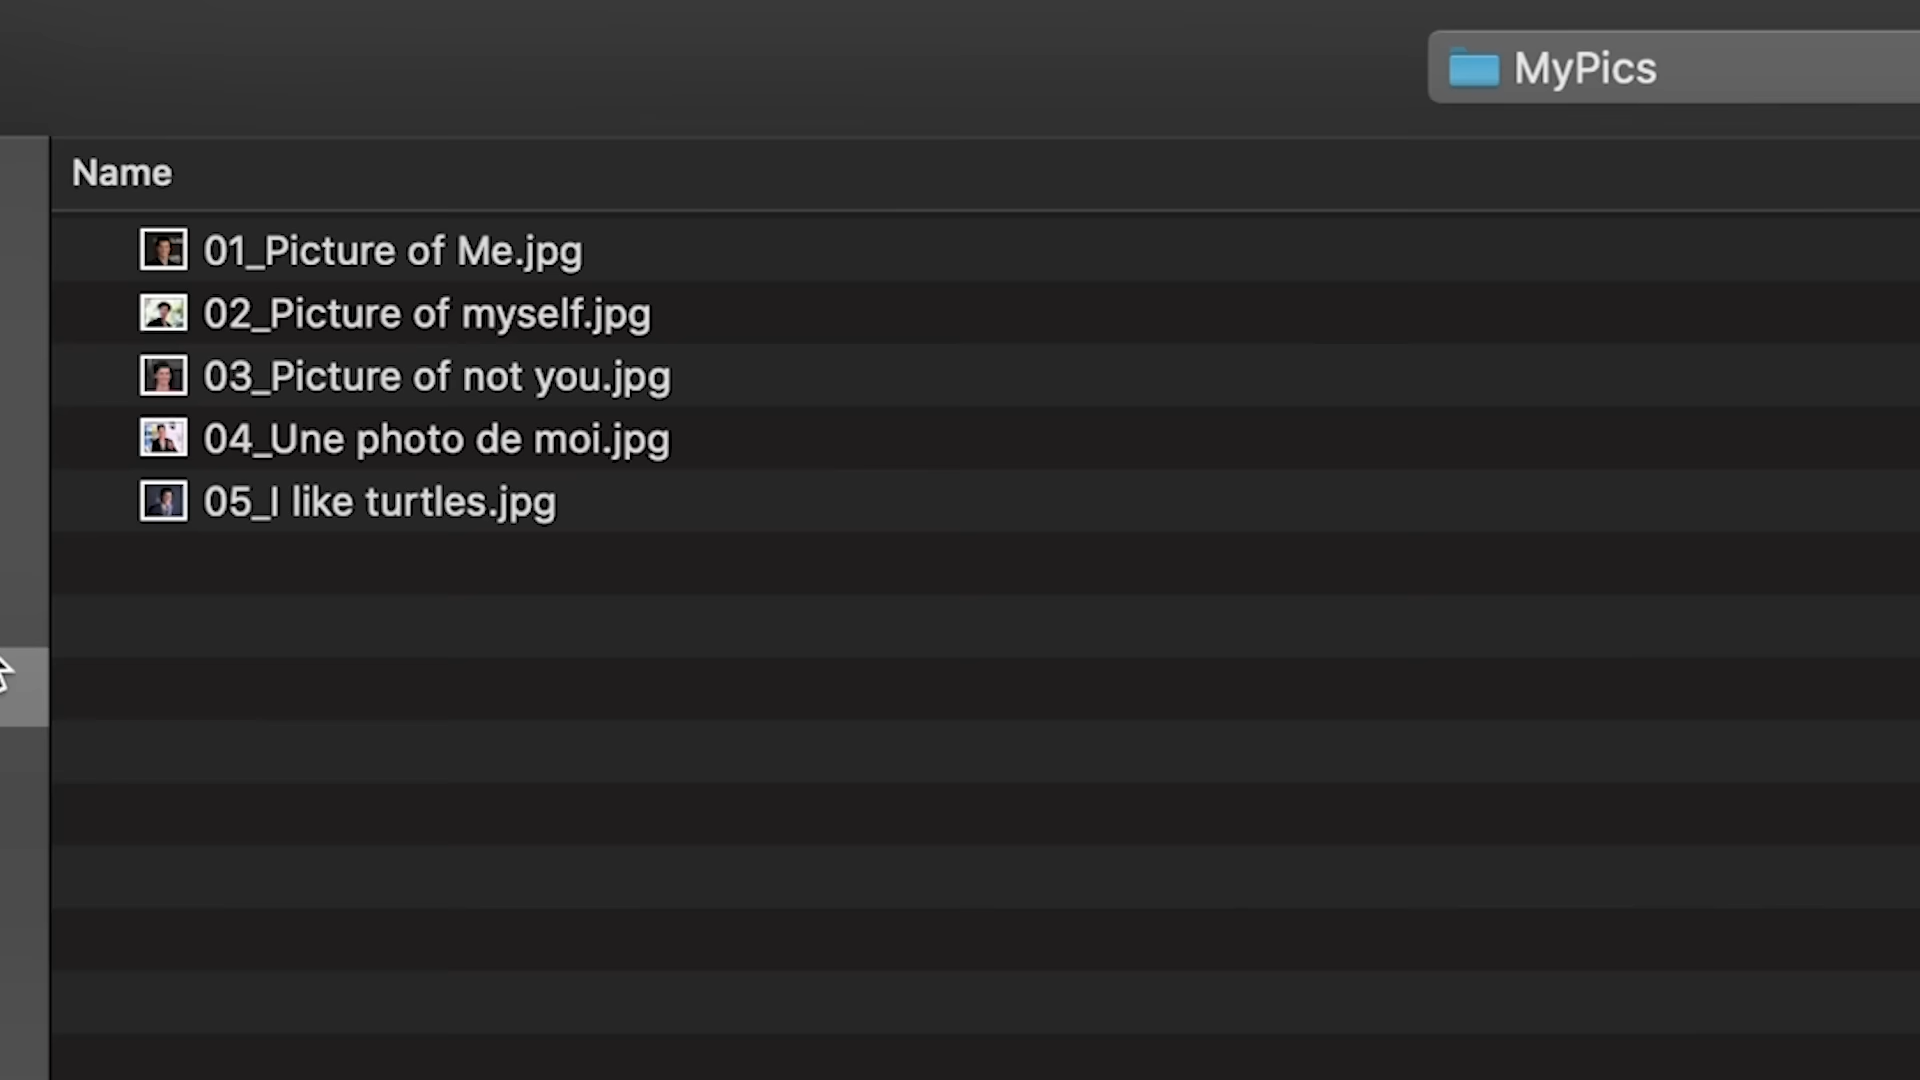 MyPics
Name
01_Picture of Me.jpg
02_Picture of myself.jpg
03_Picture of not you.jpg
04_Une photo de moi.jpg
05_I like turtles.jpg